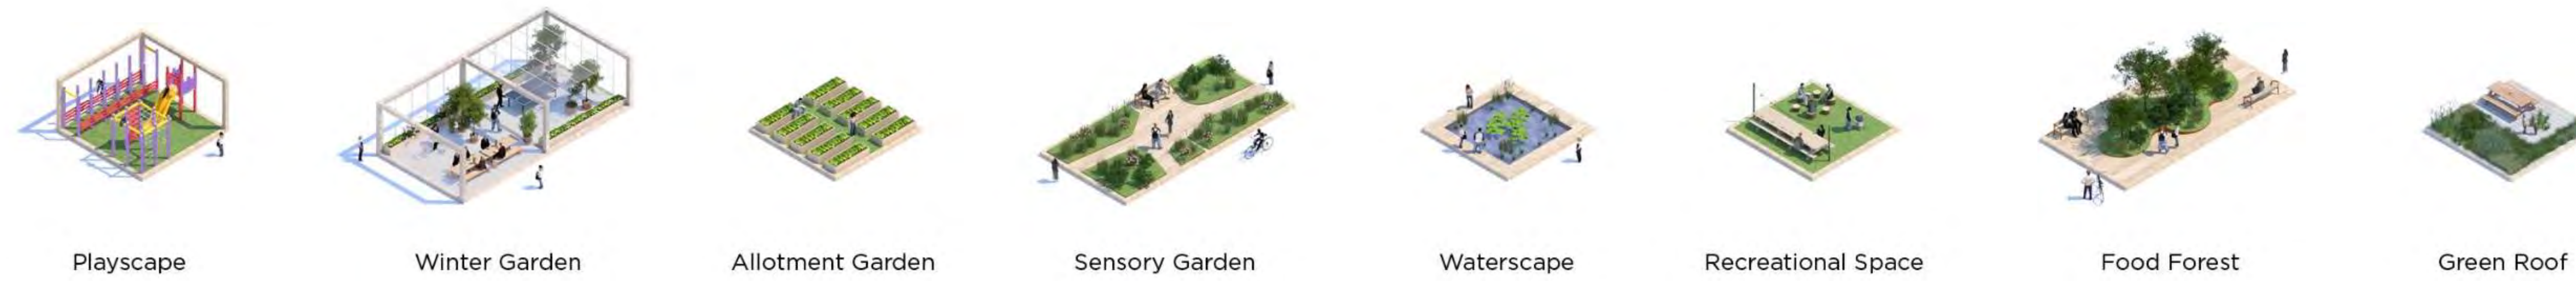 Playscape
Winter Garden
Allotment Garden
Sensory Garden
Waterscape
Recreational Space
Food Forest
Green Roof